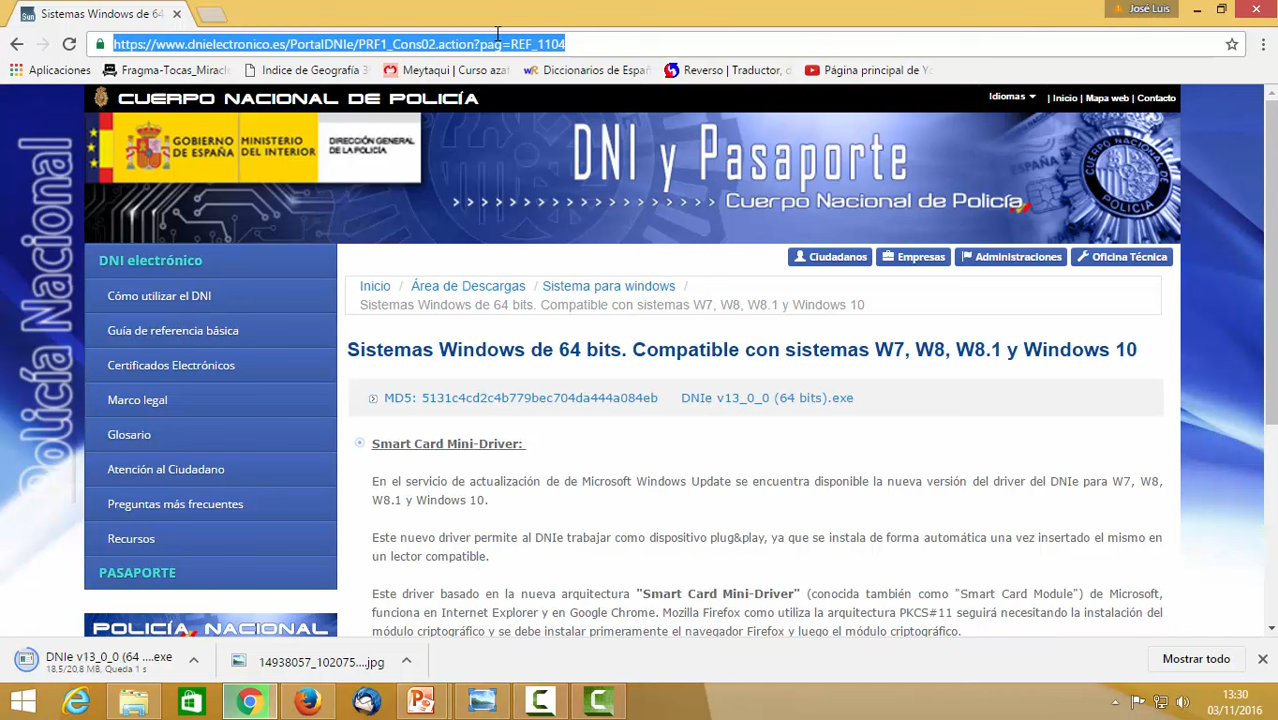 Sistemas Windows de 64
José Luis
https://www.dnielectronico.es/PortalDNIe/PRF1_Cons02.action?pag=REF_1104
Aplicaciones
Fragma-Tocas_Miracle
Indice de Geografía 3
Meytaqui | Curso azaf
Diccionarios de Españ
Reverso | Traductor, d
Página principal de Yo
CUERPO NACIONAL DE POLICÍA
Idiomas | Inicio | Mapa web | Contacto
GOBIERNO DE ESPAÑA
MINISTERIO DEL INTERIOR
DIRECCIÓN GENERAL DE LA POLICÍA
DNI y Pasaporte
Cuerpo Nacional de Policía
Policía Nacional
DNI electrónico
Cómo utilizar el DNI
Guía de referencia básica
Certificados Electrónicos
Marco legal
Glosario
Atención al Ciudadano
Preguntas más frecuentes
Recursos
PASAPORTE
POLICÍA NACIONAL
Ciudadanos
Empresas
Administraciones
Oficina Técnica
Inicio / Área de Descargas / Sistema para windows /
Sistemas Windows de 64 bits. Compatible con sistemas W7, W8, W8.1 y Windows 10
Sistemas Windows de 64 bits. Compatible con sistemas W7, W8, W8.1 y Windows 10
MD5: 5131c4cd2c4b779bec704da444a084eb DNIe v13_0_0 (64 bits).exe
Smart Card Mini-Driver:
En el servicio de actualización de de Microsoft Windows Update se encuentra disponible la nueva versión del driver del DNIe para W7, W8,
W8.1 y Windows 10.
Este nuevo driver permite al DNIe trabajar como dispositivo plug&play, ya que se instala de forma automática una vez insertado el mismo en
un lector compatible.
Este driver basado en la nueva arquitectura "Smart Card Mini-Driver" (conocida también como "Smart Card Module") de Microsoft,
funciona en Internet Explorer y en Google Chrome. Mozilla Firefox como utiliza la arquitectura PKCS#11 seguirá necesitando la instalación del
módulo criptográfico y se debe instalar primeramente el navegador Firefox y luego el módulo criptográfico.
DNIe v13_0_0 (64 ....exe
18.5/20.8 MB, Queda 1 s
14938057_102075....jpg
Mostrar todo
13:30
03/11/2016